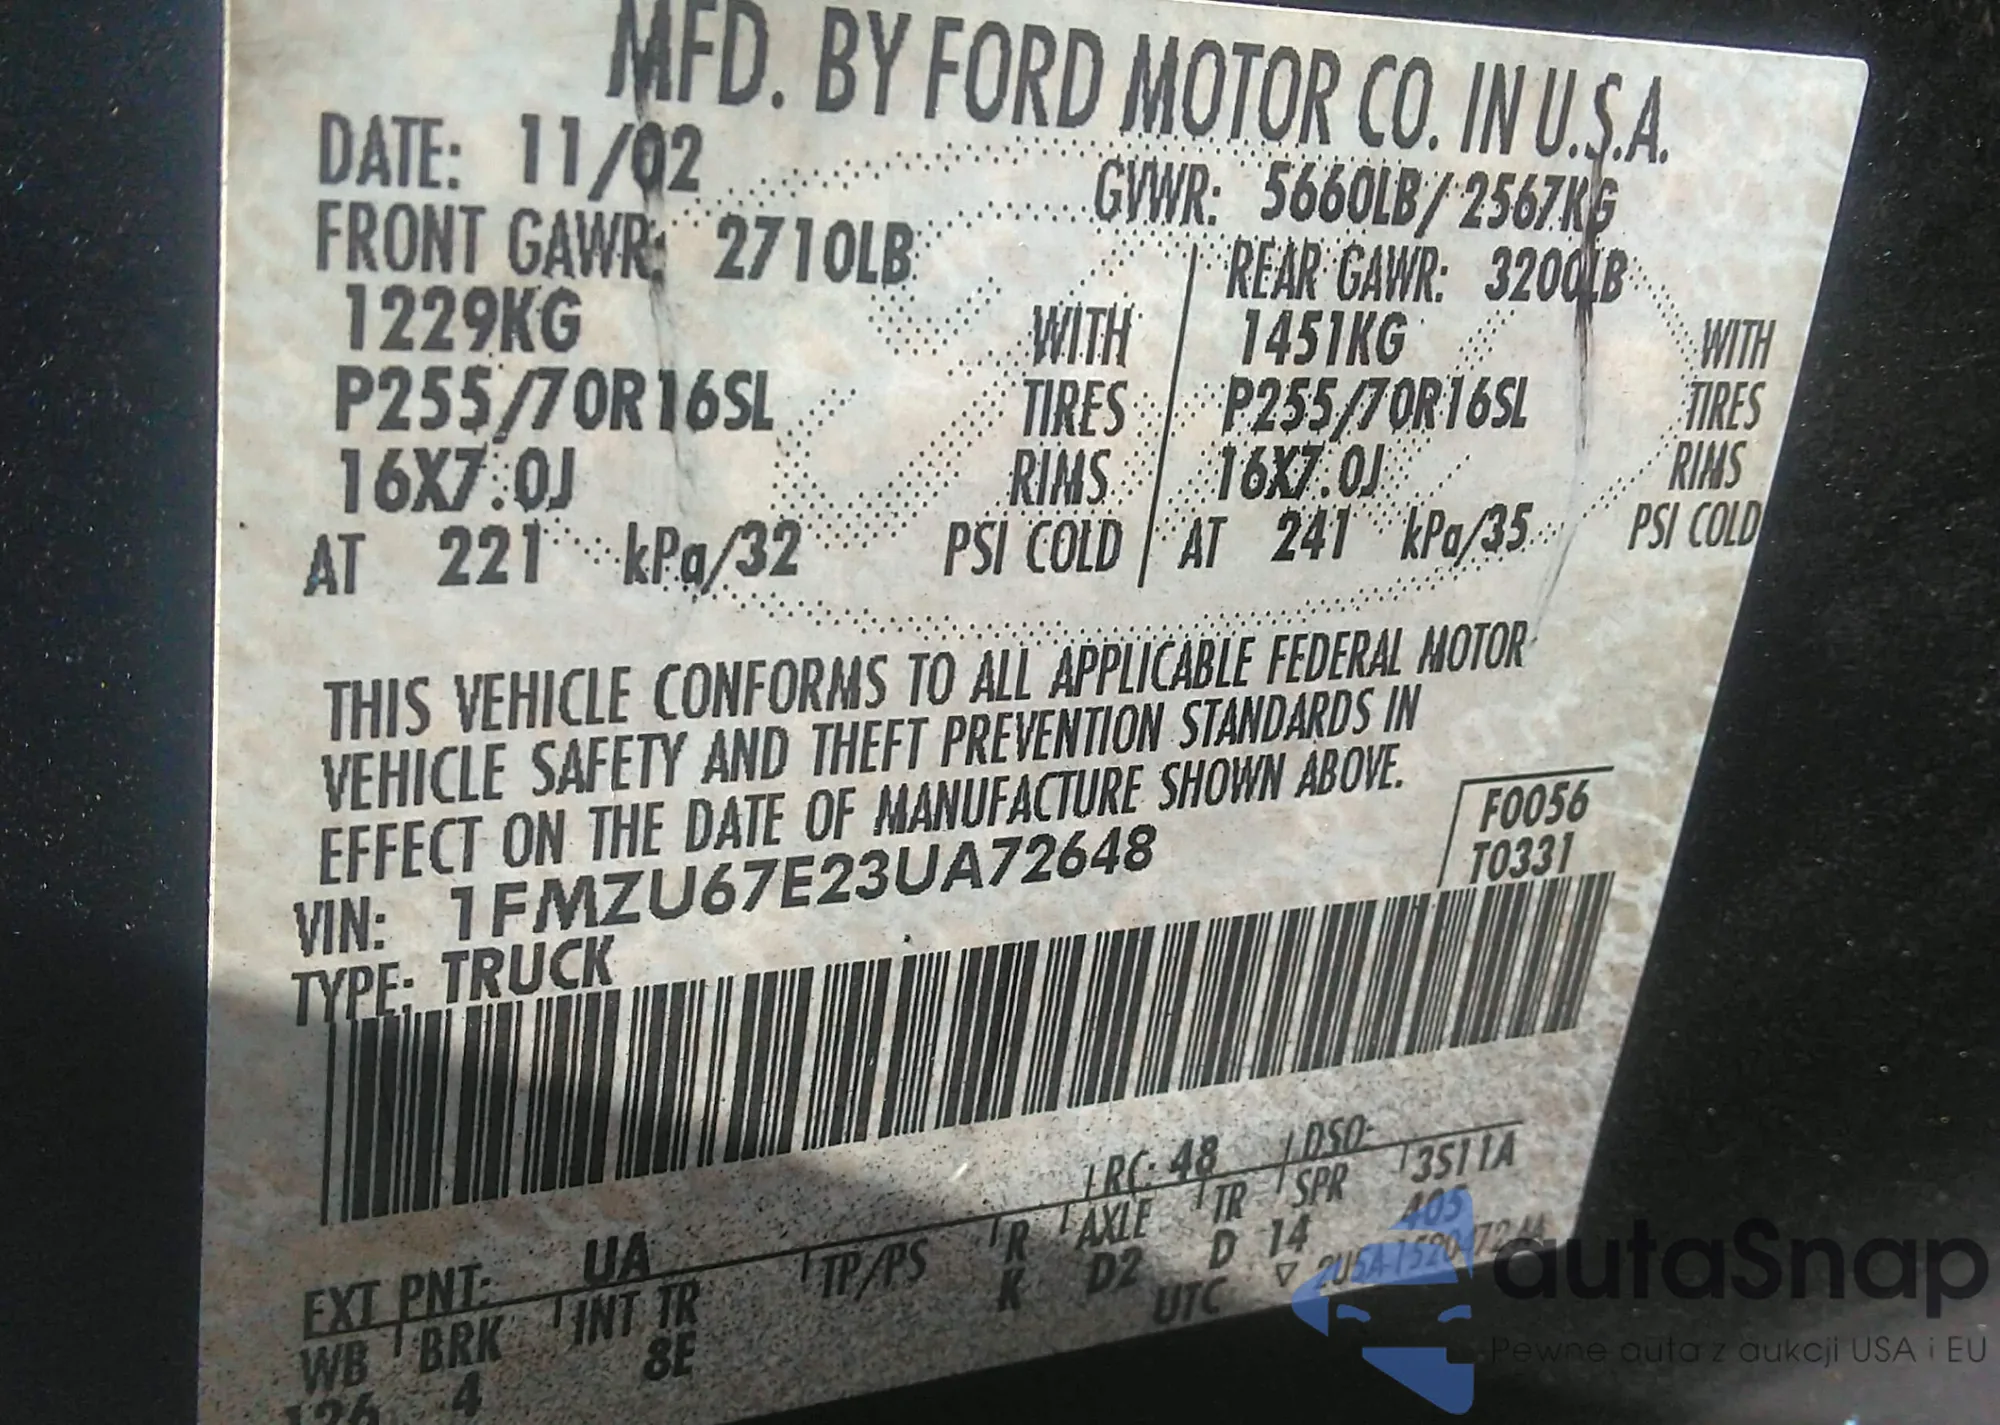 MFD. BY FORD MOTOR CO. IN U.S.A.
DATE: 11/02 GVWR: 5660LB/2567KG
FRONT GAWR: 2710LB REAR GAWR: 3200LB
1229KG WITH 1451KG WITH
P255/70R16SL TIRES P255/70R16SL TIRES
16X7.0J RIMS 16X7.0J RIMS
AT 221 kPa/32 PSI COLD AT 241 kPa/35 PSI COLD
THIS VEHICLE CONFORMS TO ALL APPLICABLE FEDERAL MOTOR
VEHICLE SAFETY AND THEFT PREVENTION STANDARDS IN
EFFECT ON THE DATE OF MANUFACTURE SHOWN ABOVE.
F0056
T0331
VIN: 1FMZU67E23UA72648
TYPE: TRUCK
EXT PNT: UA RC: 48 DSO:
WB BRK INT TR TP/PS R AXLE TR SPR 3S11A
126 4 8E K D2 D 14 405
UTC
autaSnap
Pewne auta z aukcji USA i EU